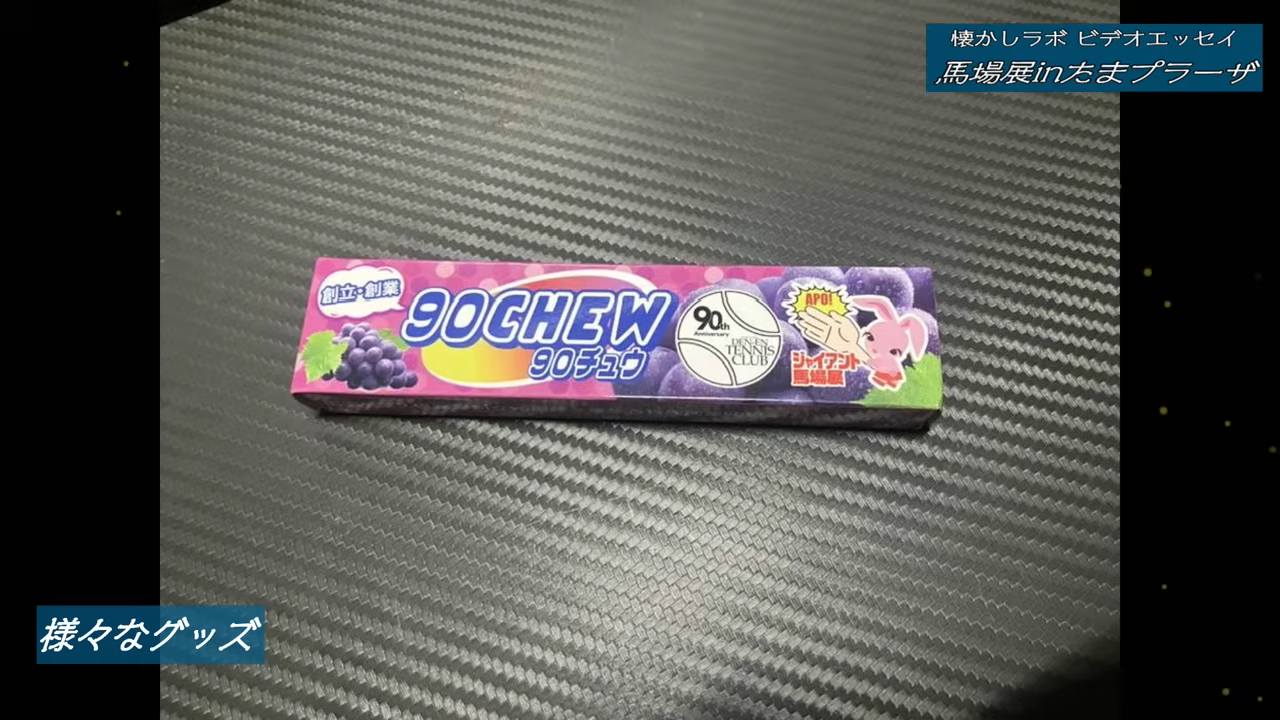 懐かしラボ ビデオエッセイ
馬場展inたまプラーザ
創立・創業
90CHEW
90チュウ
90th
Anniversary
DEN-EN
TENNIS
CLUB
APO!
ジャイアント
馬場展
様々なグッズ